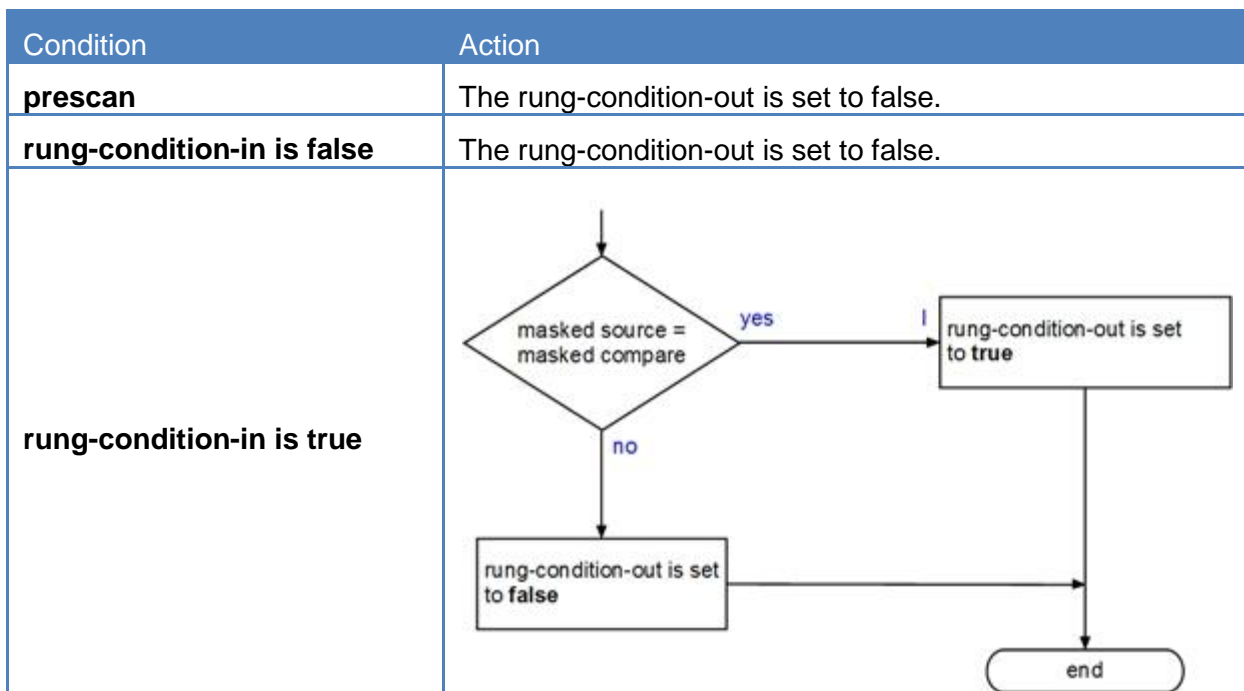 Condition
Action
prescan
The rung-condition-out is set to false.
rung-condition-in is false
The rung-condition-out is set to false.
rung-condition-in is true
masked source =
masked compare
yes
I
rung-condition-out is set
to true
no
rung-condition-out is set
to false
end